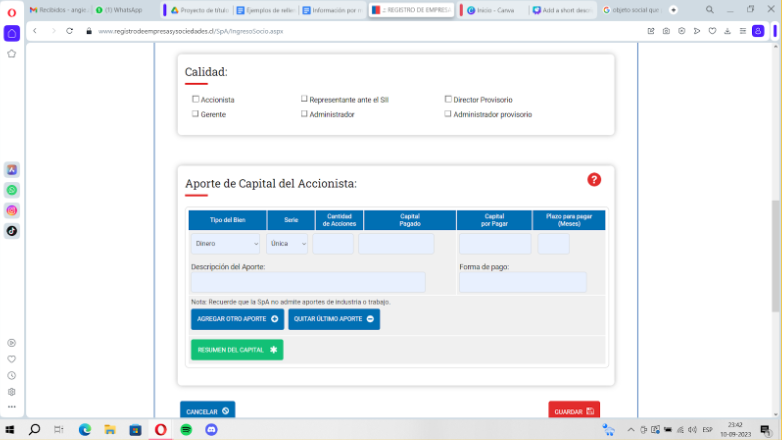 Recibidos - anger
(1) WhatsApp
Proyecto de título
Ejemplos de
Información por
REGISTRO DE EMPRESA
Inicio - Canva
Add a short desc
objeto social que
www.registrodeempresasysociedades.cl/SpA/IngresoSocio.aspx
Calidad:
Accionista
Representante ante el SII
Director Provisorio
Gerente
Administrador
Administrador provisorio
Aporte de Capital del Accionista:
?
Tipo del Bien
Serie
Cantidad
de Acciones
Capital
Pagado
Capital
por Pagar
Plazo para pagar
(Meses)
Dinero
Única
Descripción del Aporte:
Forma de pago:
Nota: Recuerde que la SpA no admite aportes de industria o trabajo.
AGREGAR OTRO APORTE
QUITAR ÚLTIMO APORTE
RESUMEN DEL CAPITAL
CANCELAR
GUARDAR
ESP
23:42
10-09-2023